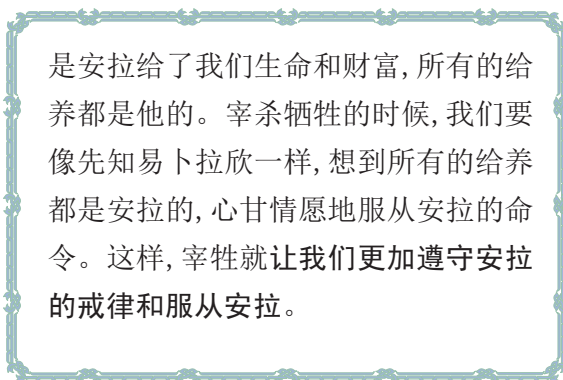 是安拉给了我们生命和财富,所有的给
养都是他的。宰杀牺牲的时候,我们要
像先知易卜拉欣一样,想到所有的给养
都是安拉的,心甘情愿地服从安拉的命
令。这样,宰牲就让我们更加遵守安拉
的戒律和服从安拉。